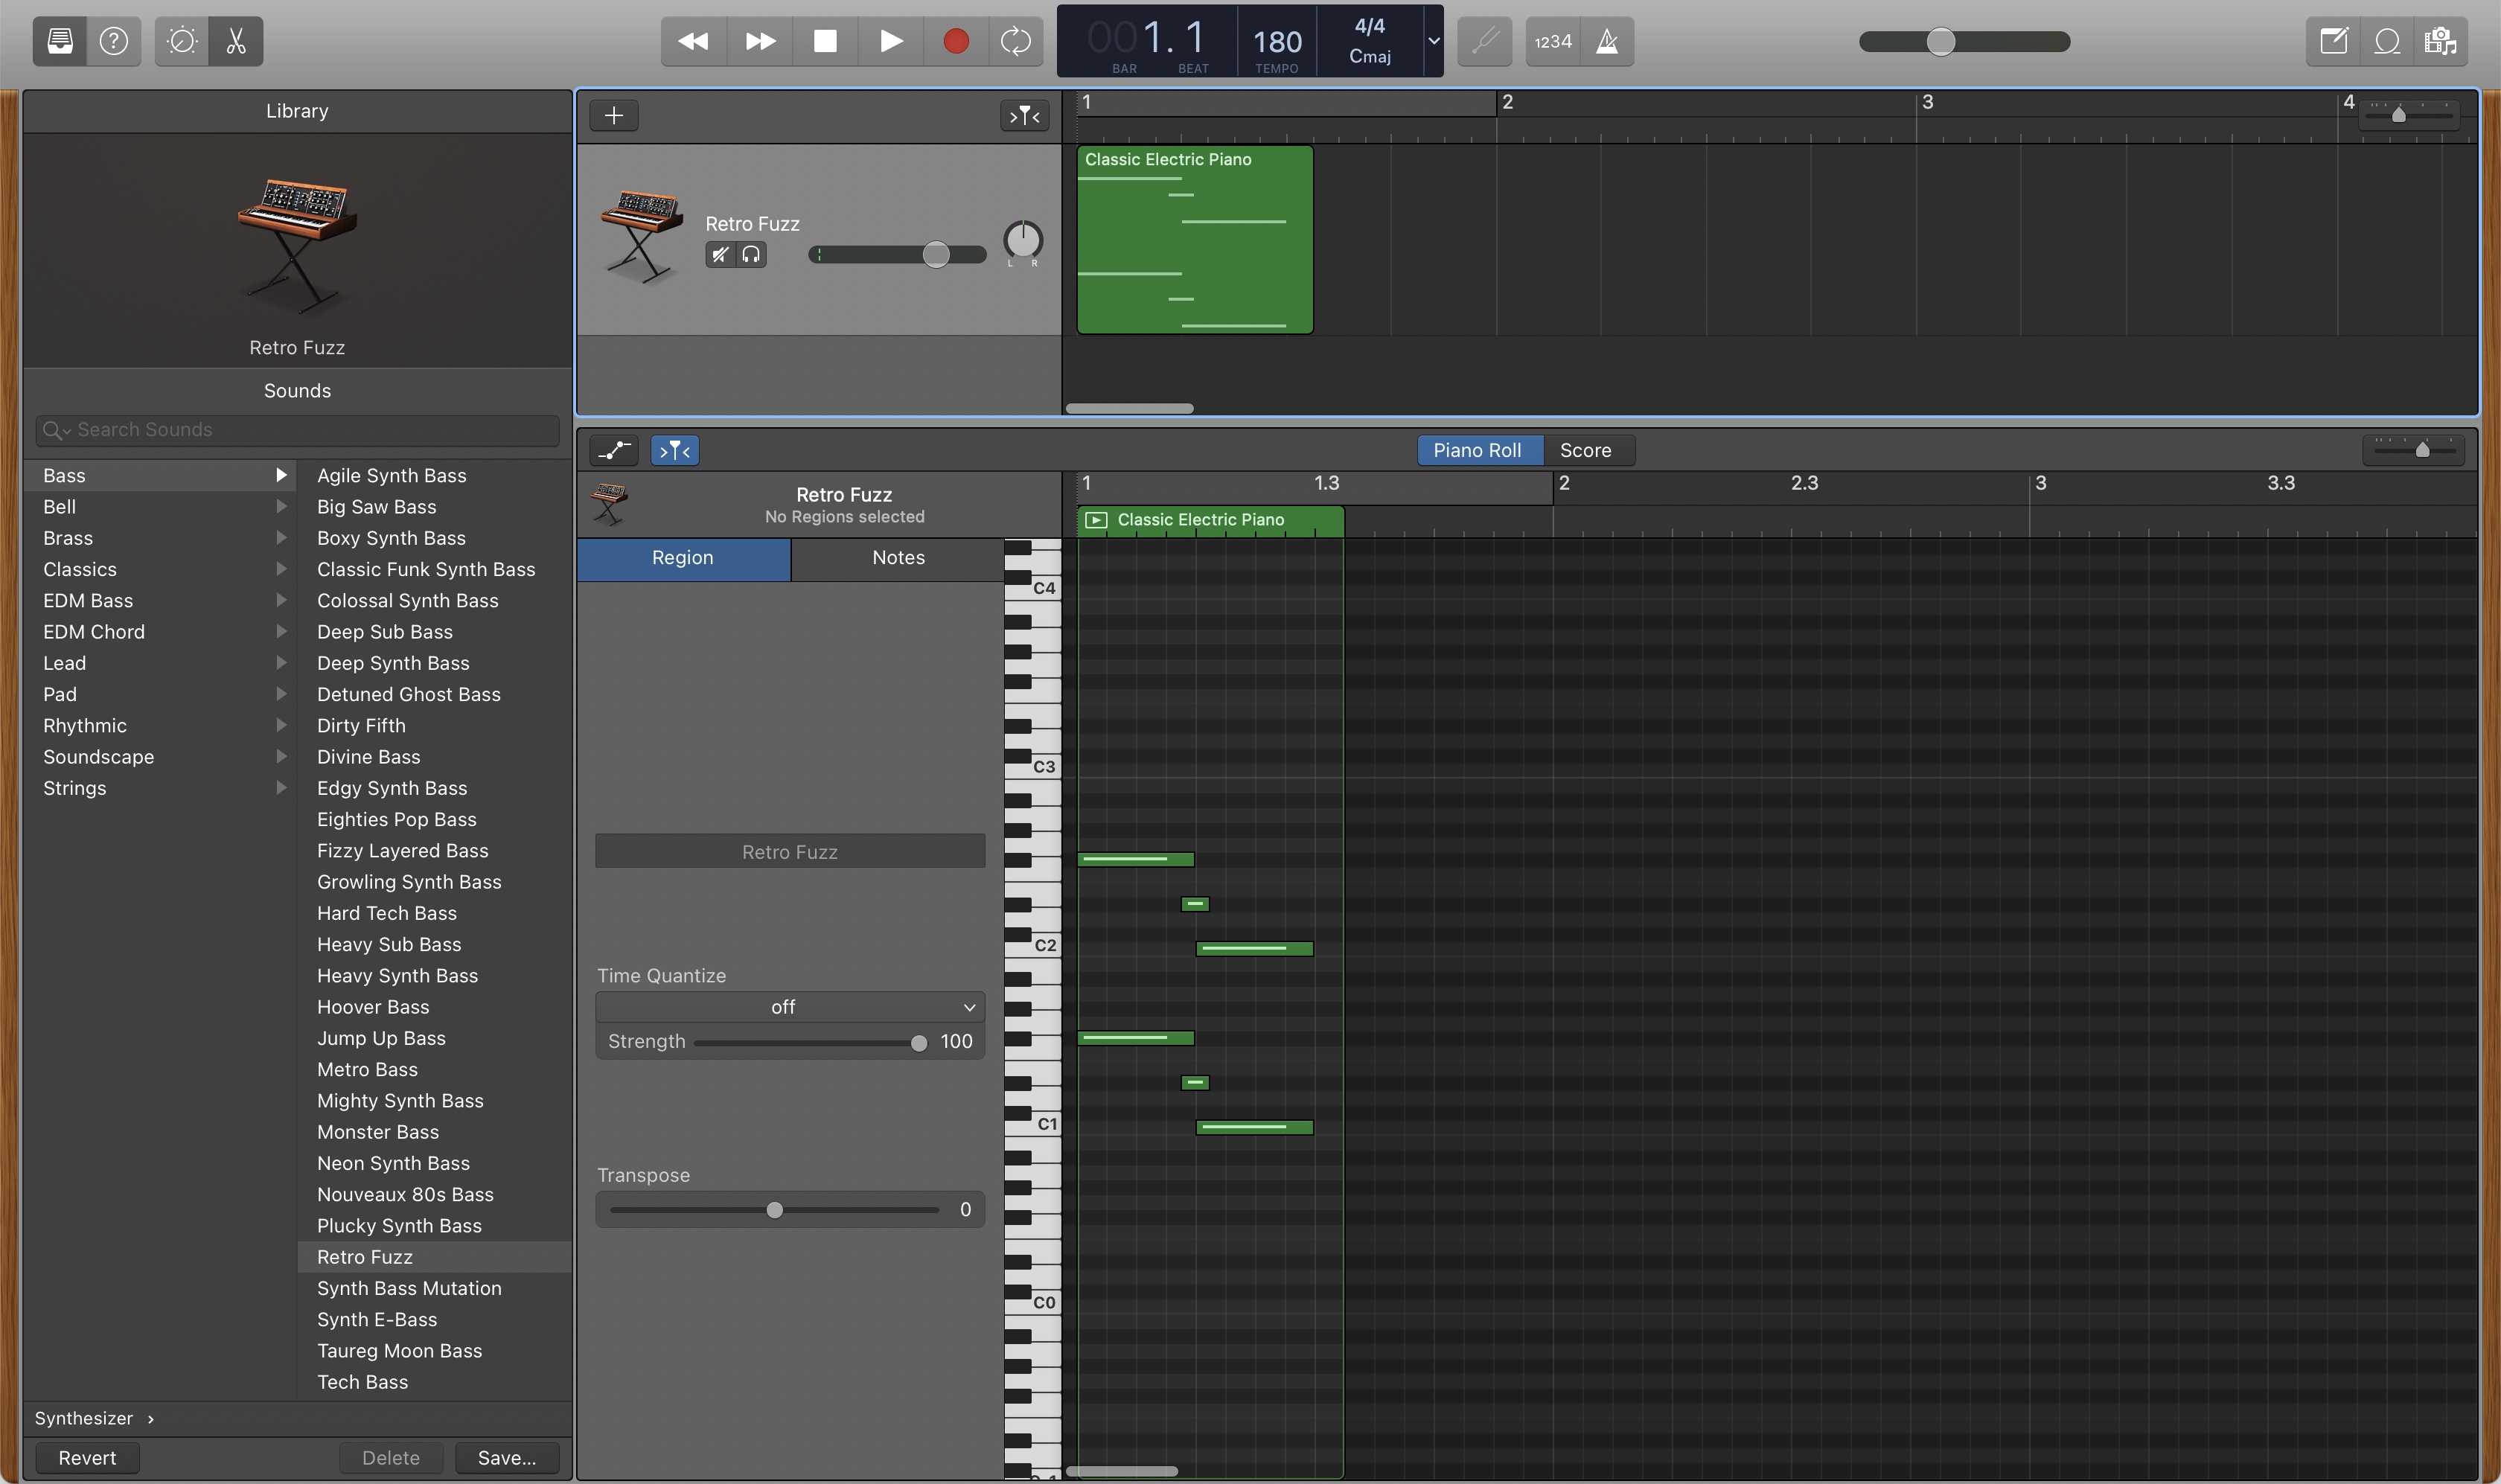 001. 1
BAR
BEAT
180
TEMPO
4/4
Cmaj
1234
Library
Retro Fuzz
Sounds
Search Sounds
Bass
Bell
Brass
Classics
EDM Bass
EDM Chord
Lead
Pad
Rhythmic
Soundscape
Strings
Agile Synth Bass
Big Saw Bass
Boxy Synth Bass
Classic Funk Synth Bass
Colossal Synth Bass
Deep Sub Bass
Deep Synth Bass
Detuned Ghost Bass
Dirty Fifth
Divine Bass
Edgy Synth Bass
Eighties Pop Bass
Fizzy Layered Bass
Growling Synth Bass
Hard Tech Bass
Heavy Sub Bass
Heavy Synth Bass
Hoover Bass
Jump Up Bass
Metro Bass
Mighty Synth Bass
Monster Bass
Neon Synth Bass
Nouveaux 80s Bass
Plucky Synth Bass
Retro Fuzz
Synth Bass Mutation
Synth E-Bass
Taureg Moon Bass
Tech Bass
Synthesizer ›
Revert
Delete
Save...
1 2 3 4
Retro Fuzz
L R
Classic Electric Piano
Piano Roll
Score
Retro Fuzz
No Regions selected
1 1.3 2 2.3 3 3.3
Classic Electric Piano
Region
Notes
Retro Fuzz
Time Quantize
off
Strength 100
Transpose
0
C4
C3
C2
C1
C0